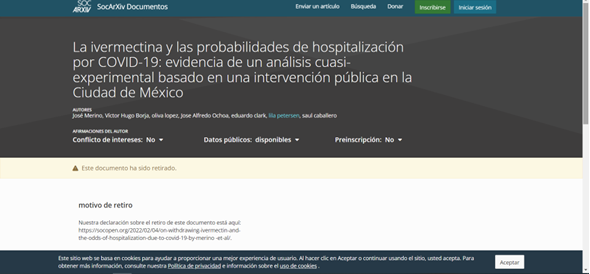 SOC ARXIV SocArXiv Documentos Enviar un artículo Búsqueda Donar Inscribirse Iniciar sesión
La ivermectina y las probabilidades de hospitalización
por COVID-19: evidencia de un análisis cuasi-
experimental basado en una intervención pública en la
Ciudad de México
AUTORES
José Merino, Víctor Hugo Borja, oliva lopez, Jose Alfredo Ochoa, eduardo clark, lila petersen, saul caballero
AFIRMACIONES DEL AUTOR
Conflicto de intereses: No Datos públicos: disponibles Preinscripción: No
Este documento ha sido retirado.
motivo de retiro
Nuestra declaración sobre el retiro de este documento está aquí:
https://socopen.org/2022/02/04/on-withdrawing-ivermectin-and-
the-odds-of-hospitalization-due-to-covid-19-by-merino -et-al/.
Este sitio web se basa en cookies para ayudar a proporcionar una mejor experiencia de usuario. Al hacer clic en Aceptar o continuar usando el sitio, usted acepta. Para
obtener más información, consulte nuestra Política de privacidad e información sobre el uso de cookies .
Aceptar